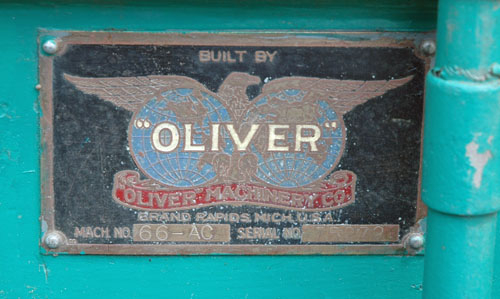 BUILT BY
"OLIVER"
OLIVER MACHINERY CO.
GRAND RAPIDS MICH. U.S.A.
MACH. NO. 66-AC SERIAL NO.